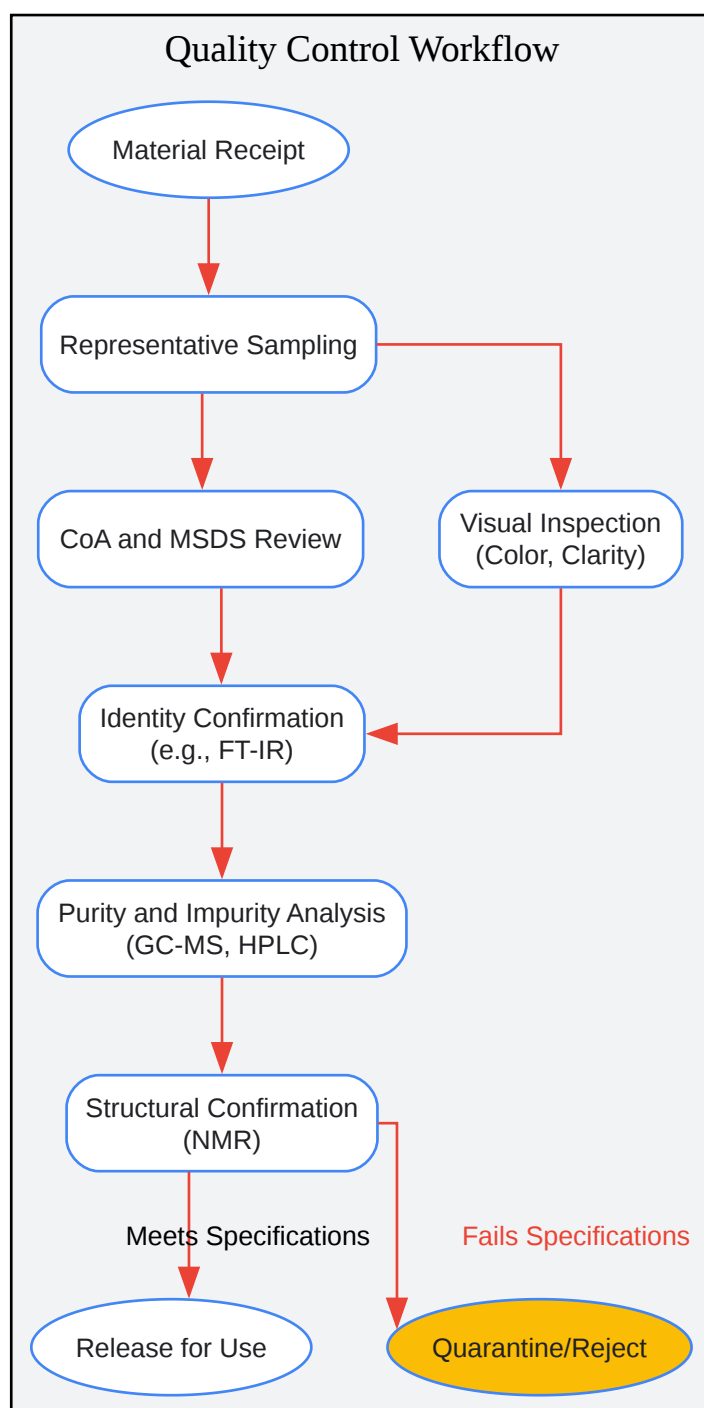 Quality Control Workflow
Material Receipt
Representative Sampling
CoA and MSDS Review
Visual Inspection
(Color, Clarity)
Identity Confirmation
(e.g., FT-IR)
Purity and Impurity Analysis
(GC-MS, HPLC)
Structural Confirmation
(NMR)
Meets Specifications
Fails Specifications
Release for Use
Quarantine/Reject